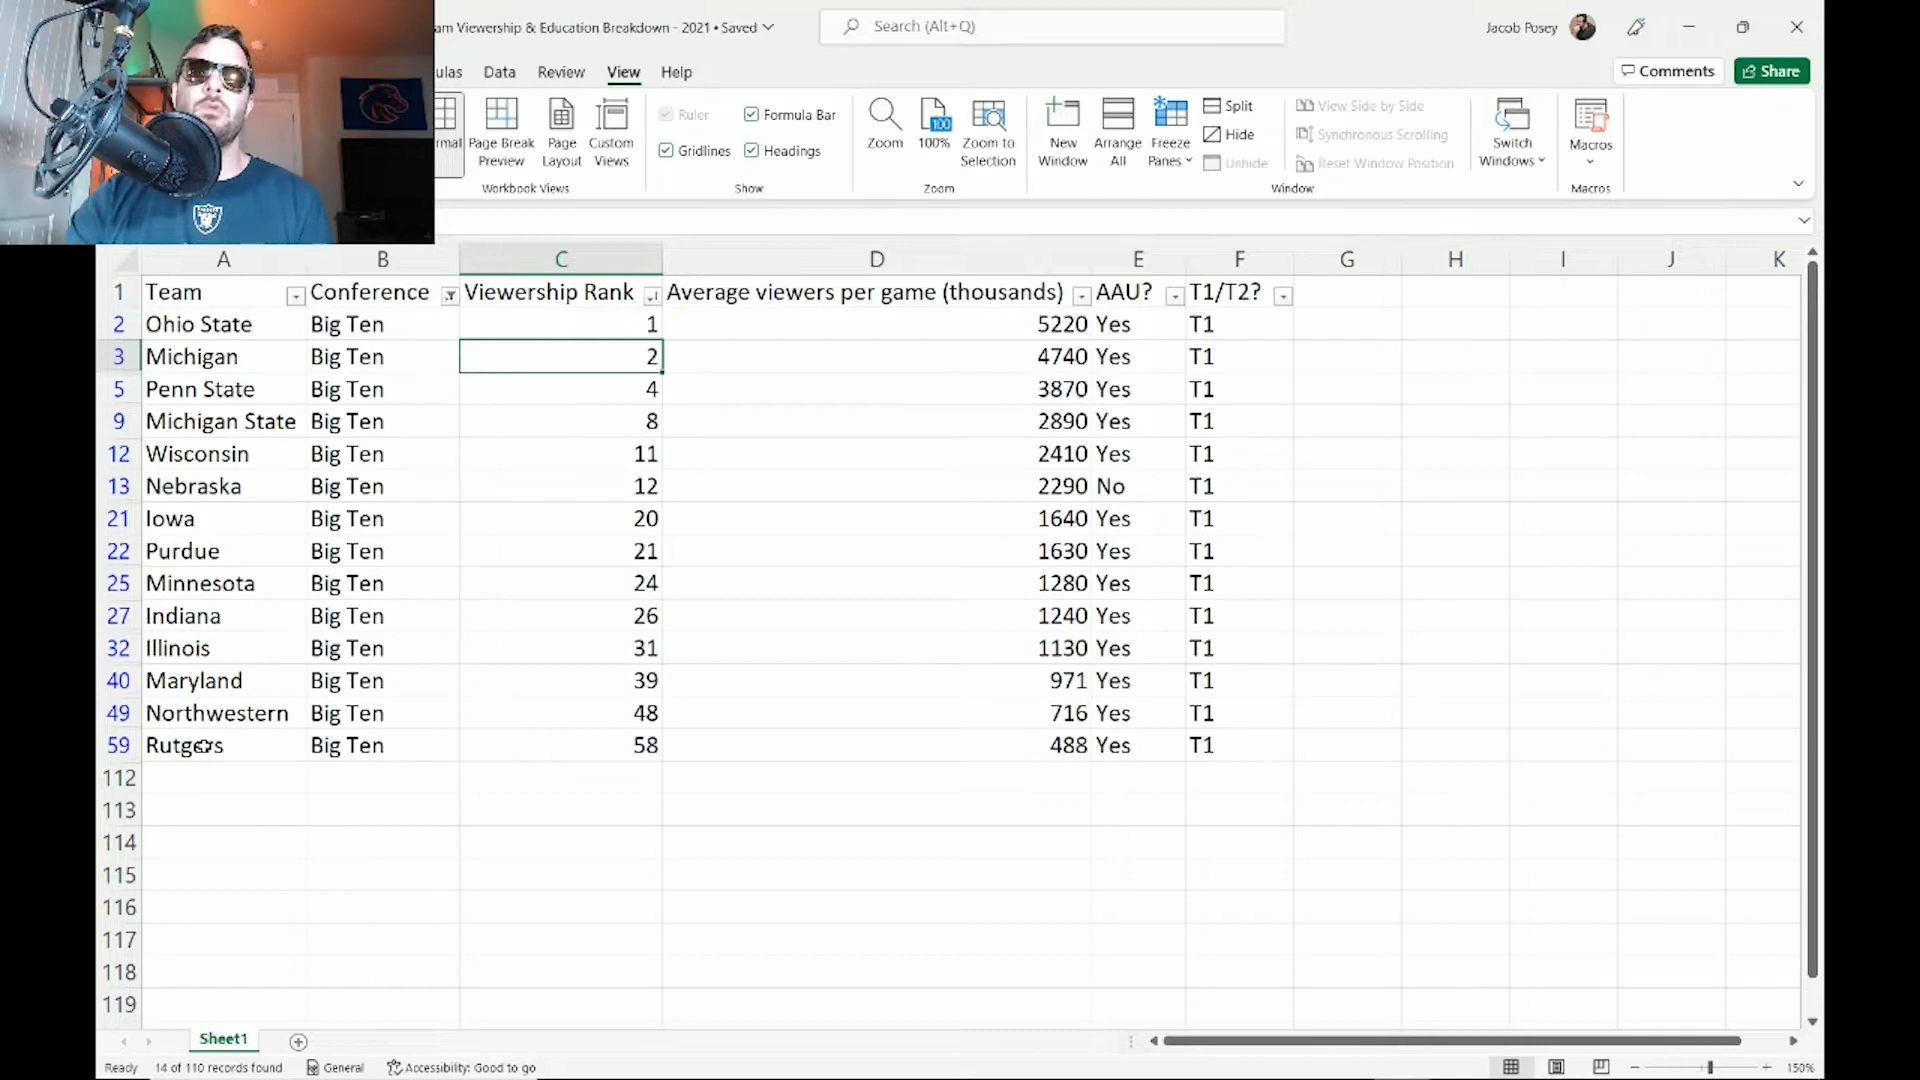 am Viewership & Education Breakdown - 2021 • Saved
Search (Alt+Q)
Jacob Posey
ulas Data Review View Help
Comments Share
rmal
Page Break Preview
Page Layout
Custom Views
Workbook Views
Ruler
Formula Bar
Gridlines
Headings
Show
Zoom
100
100%
Zoom to Selection
Zoom
New Window
Arrange All
Freeze Panes
Split
Hide
Unhide
View Side by Side
Synchronous Scrolling
Reset Window Position
Switch Windows
Window
Macros
Macros
A B C D E F G H I J K
1 Team Conference Viewership Rank Average viewers per game (thousands) AAU? T1/T2?
2 Ohio State Big Ten 1 5220 Yes T1
3 Michigan Big Ten 2 4740 Yes T1
5 Penn State Big Ten 4 3870 Yes T1
9 Michigan State Big Ten 8 2890 Yes T1
12 Wisconsin Big Ten 11 2410 Yes T1
13 Nebraska Big Ten 12 2290 No T1
21 Iowa Big Ten 20 1640 Yes T1
22 Purdue Big Ten 21 1630 Yes T1
25 Minnesota Big Ten 24 1280 Yes T1
27 Indiana Big Ten 26 1240 Yes T1
32 Illinois Big Ten 31 1130 Yes T1
40 Maryland Big Ten 39 971 Yes T1
49 Northwestern Big Ten 48 716 Yes T1
59 Rutgers Big Ten 58 488 Yes T1
112
113
114
115
116
117
118
119
Sheet1
Ready 14 of 110 records found General Accessibility: Good to go 150%